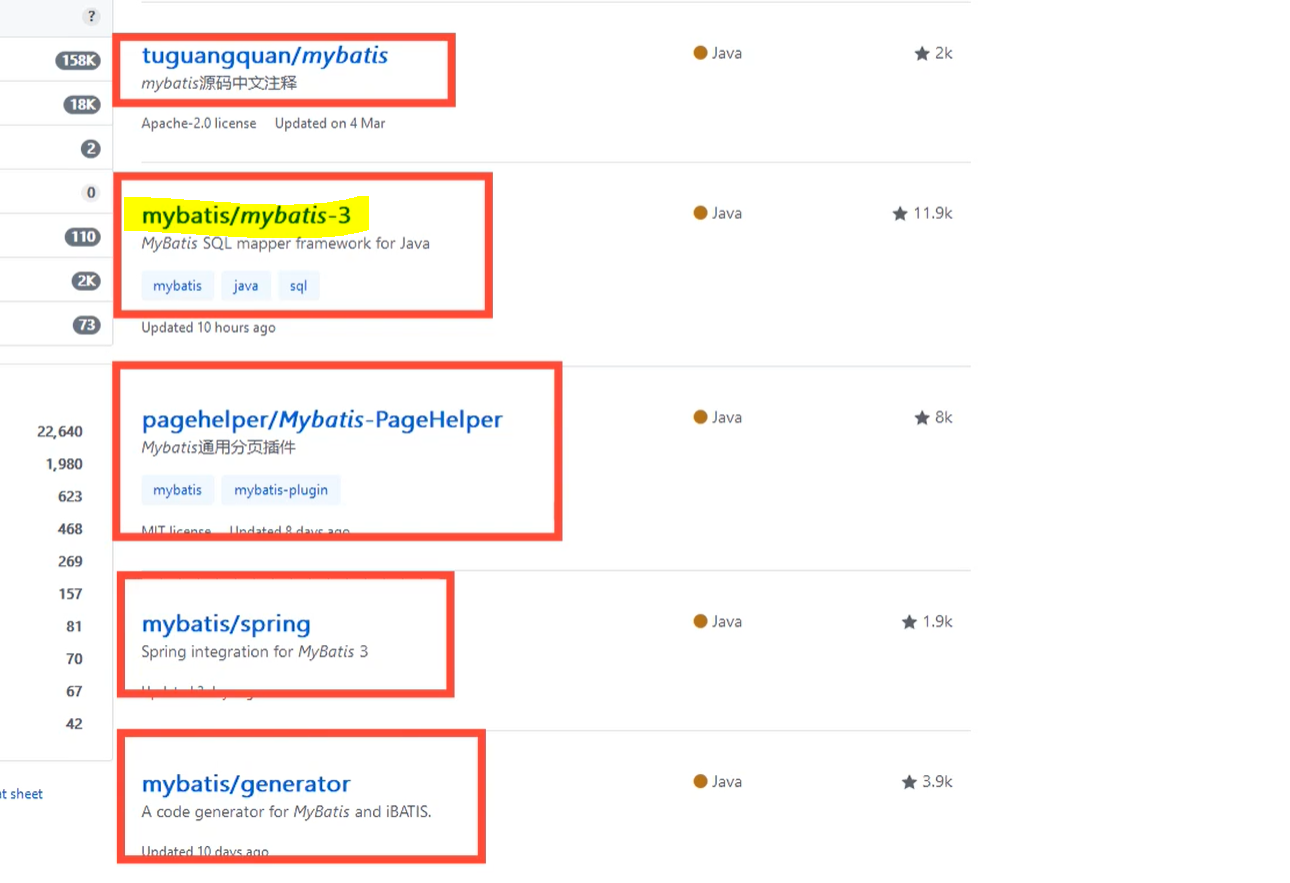 ?
158K
18K
2
0
110
2K
73
22,640
1,980
623
468
269
157
81
70
67
42
t sheet
tuguangquan/mybatis
Java
2k
mybatis源码中文注释
Apache-2.0 license Updated on 4 Mar
mybatis/mybatis-3
Java
11.9k
MyBatis SQL mapper framework for Java
mybatis java sql
Updated 10 hours ago
pagehelper/Mybatis-PageHelper
Java
8k
Mybatis通用分页插件
mybatis mybatis-plugin
MIT license Updated 8 days ago
mybatis/spring
Java
1.9k
Spring integration for MyBatis 3
mybatis/generator
Java
3.9k
A code generator for MyBatis and iBATIS.
Updated 10 days ago